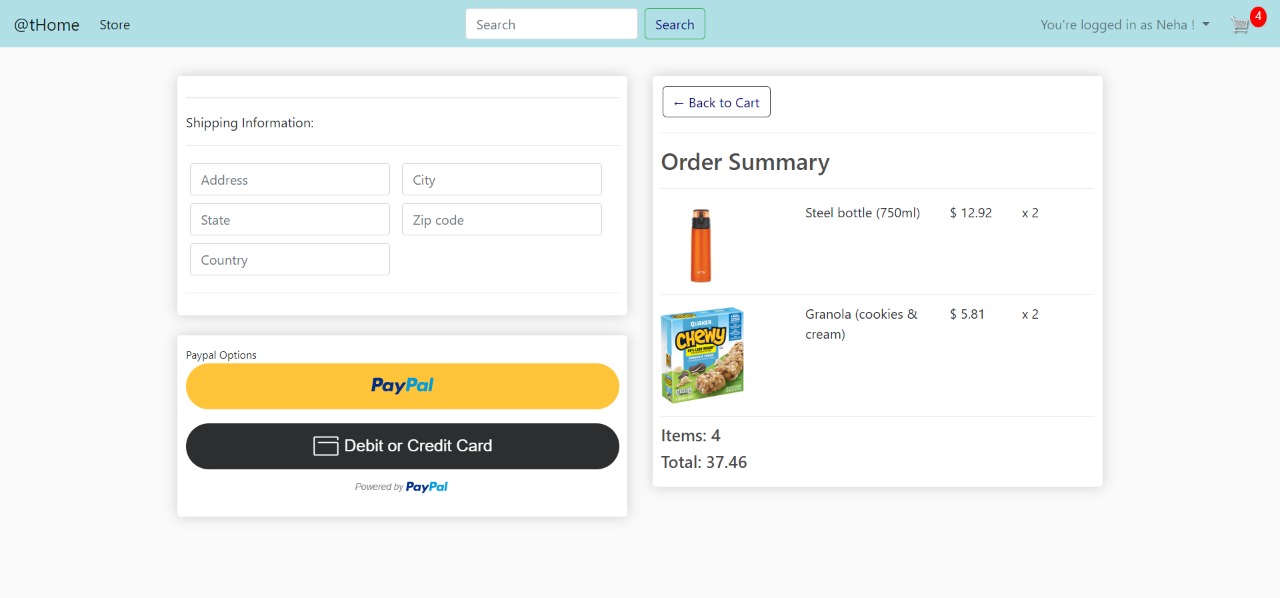 @tHome Store Search Search You're logged in as Neha ! 4
Shipping Information:
Address City
State Zip code
Country
Paypal Options
PayPal
Debit or Credit Card
Powered by PayPal
← Back to Cart
Order Summary
Steel bottle (750ml) $ 12.92 x 2
QUAKER
CHEWY
Granola (cookies & $ 5.81 x 2
cream)
Items: 4
Total: 37.46